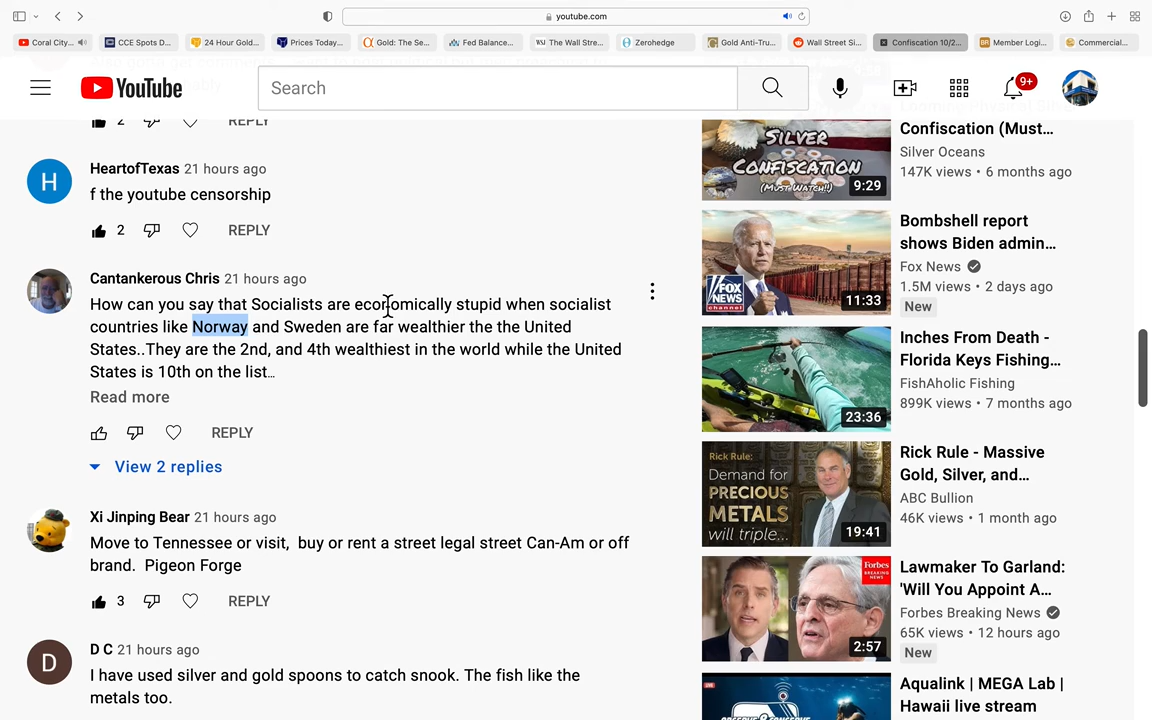 youtube.com
Coral City...
CCE Spots D...
24 Hour Gold...
Prices Today...
Gold: The Se...
Fed Balance...
WSJ The Wall Stre...
Zerohedge
Gold Anti-Tru...
Wall Street Si...
Confiscation 10/2...
BR Member Logi...
Commercial...
YouTube
Search
9+
2 REPLY
HeartofTexas 21 hours ago
f the youtube censorship
2 REPLY
Cantankerous Chris 21 hours ago
How can you say that Socialists are economically stupid when socialist
countries like Norway and Sweden are far wealthier the the United
States..They are the 2nd, and 4th wealthiest in the world while the United
States is 10th on the list...
Read more
REPLY
View 2 replies
Xi Jinping Bear 21 hours ago
Move to Tennessee or visit, buy or rent a street legal street Can-Am or off
brand. Pigeon Forge
3 REPLY
D C 21 hours ago
I have used silver and gold spoons to catch snook. The fish like the
metals too.
H
D
SILVER
CONFISCATION
(MUST WATCH!!)
9:29
Confiscation (Must...
Silver Oceans
147K views • 6 months ago
FOX
NEWS
channel
11:33
Bombshell report
shows Biden admin...
Fox News
1.5M views • 2 days ago
New
23:36
Inches From Death -
Florida Keys Fishing...
FishAholic Fishing
899K views • 7 months ago
Rick Rule:
Demand for
PRECIOUS
METALS
will triple...
19:41
Rick Rule - Massive
Gold, Silver, and...
ABC Bullion
46K views • 1 month ago
Forbes
BREAKING
NEWS
2:57
Lawmaker To Garland:
'Will You Appoint A...
Forbes Breaking News
65K views • 12 hours ago
New
LIVE
Aqualink | MEGA Lab |
Hawaii live stream